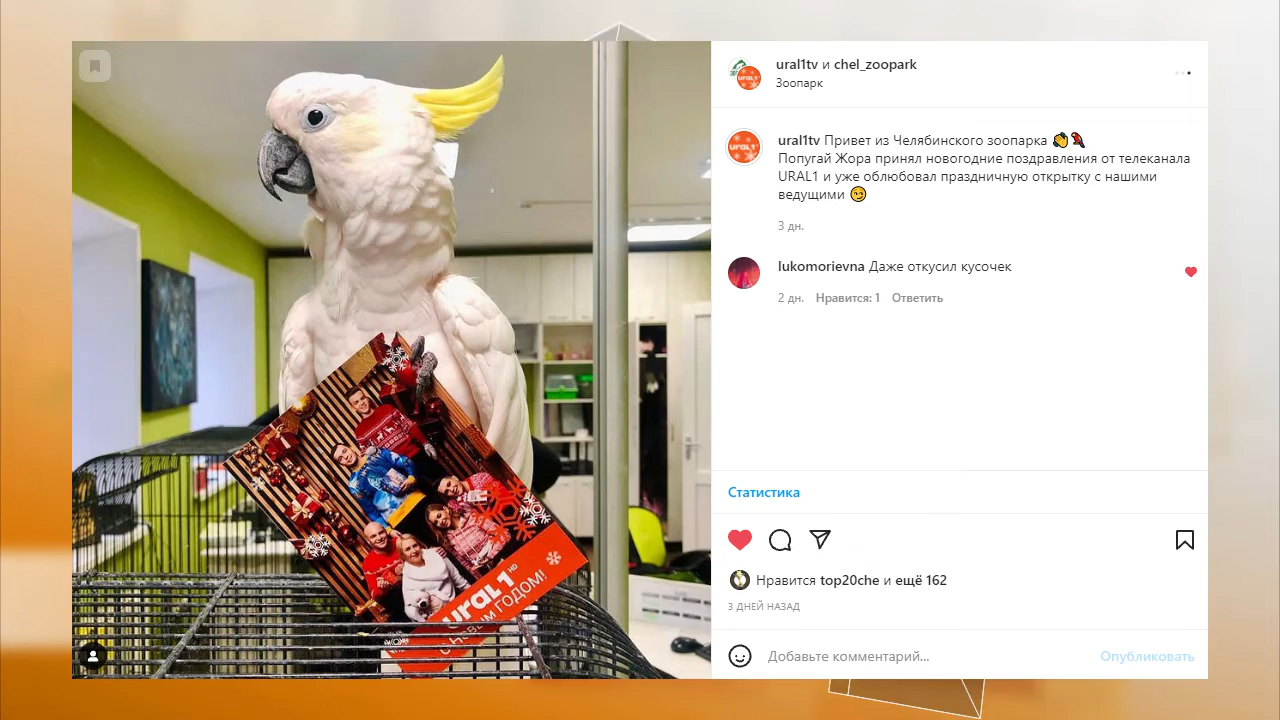 ural1tv и chel_zoopark
Зоопарк
ural1tv Привет из Челябинского зоопарка 👏🦜
Попугай Жора принял новогодние поздравления от телеканала
URAL1 и уже облюбовал праздничную открытку с нашими
ведущими 😏
3 дн.
lukomorievna Даже откусил кусочек
2 дн. Нравится: 1 Ответить
Статистика
Нравится top20che и ещё 162
3 ДНЕЙ НАЗАД
Добавьте комментарий...
Опубликовать
URAL1 HD
С НОВЫМ ГОДОМ!
URAL1